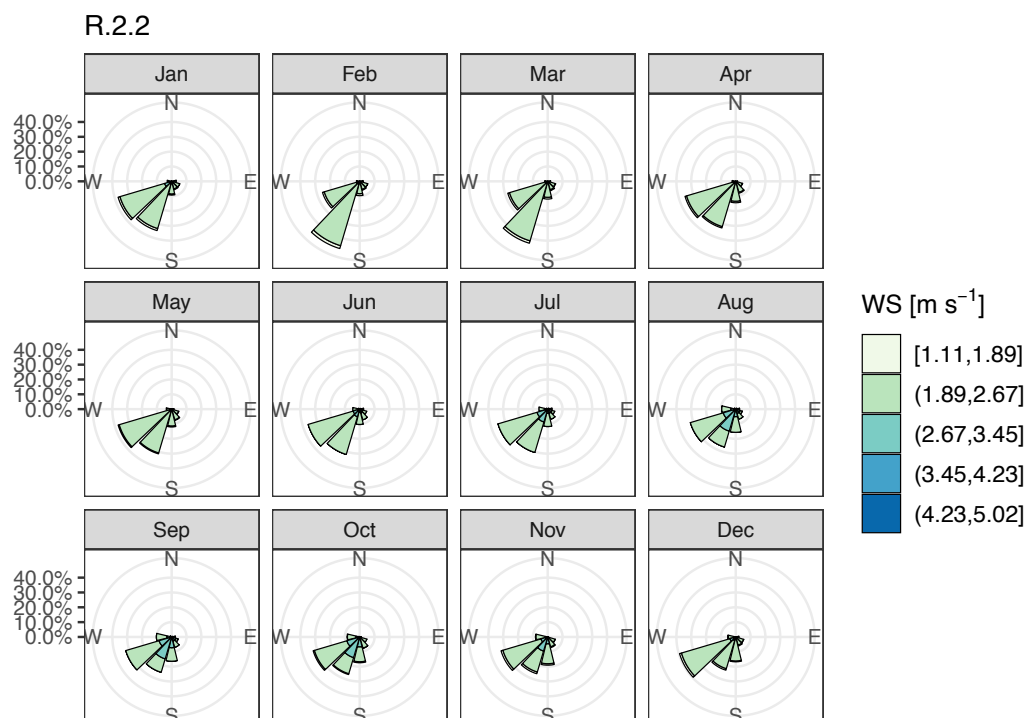 R.2.2
Jan Feb Mar Apr
N N N N
40.0%
30.0%
20.0%
10.0%
0.0%
W E W E W E W E
S S S S
May Jun Jul Aug
N N N N
40.0%
30.0%
20.0%
10.0%
0.0%
W E W E W E W E
S S S S
Sep Oct Nov Dec
N N N N
40.0%
30.0%
20.0%
10.0%
0.0%
W E W E W E W E
S S S S
WS [m s⁻¹]
[1.11,1.89]
(1.89,2.67]
(2.67,3.45]
(3.45,4.23]
(4.23,5.02]